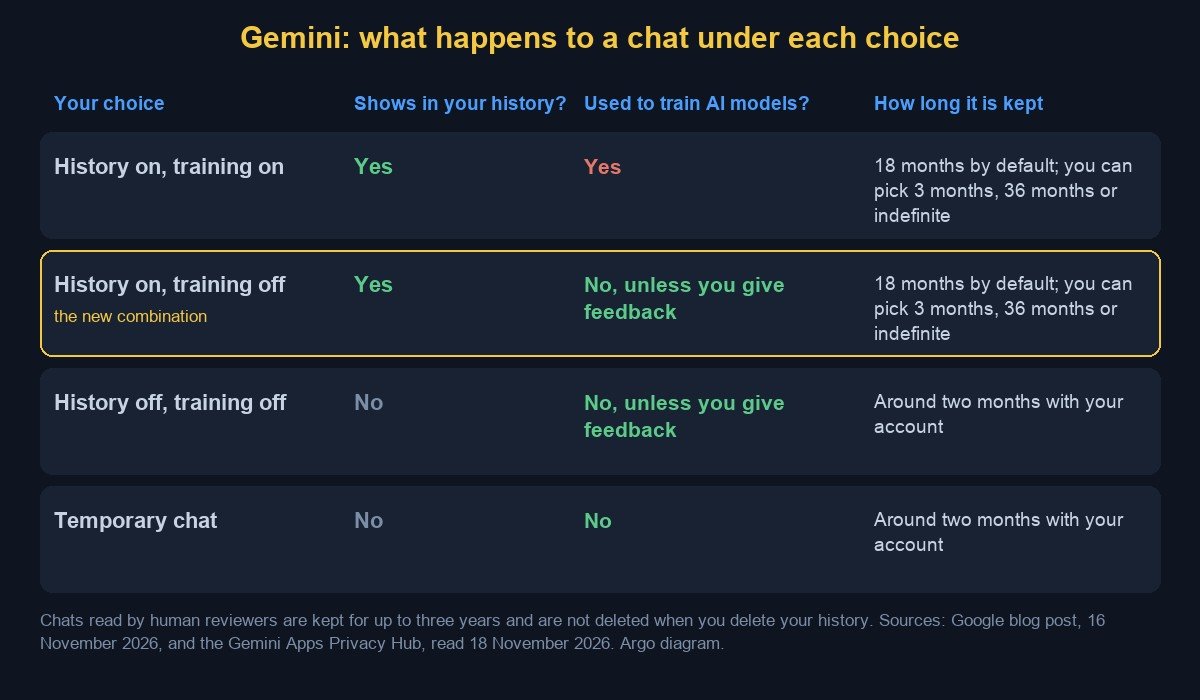 Gemini: what happens to a chat under each choice
Your choice
Shows in your history?
Used to train AI models?
How long it is kept
History on, training on
Yes
Yes
18 months by default; you can
pick 3 months, 36 months or
indefinite
History on, training off
the new combination
Yes
No, unless you give
feedback
18 months by default; you can
pick 3 months, 36 months or
indefinite
History off, training off
No
No, unless you give
feedback
Around two months with your
account
Temporary chat
No
No
Around two months with your
account
Chats read by human reviewers are kept for up to three years and are not deleted when you delete your history. Sources: Google blog post, 16
November 2026, and the Gemini Apps Privacy Hub, read 18 November 2026. Argo diagram.